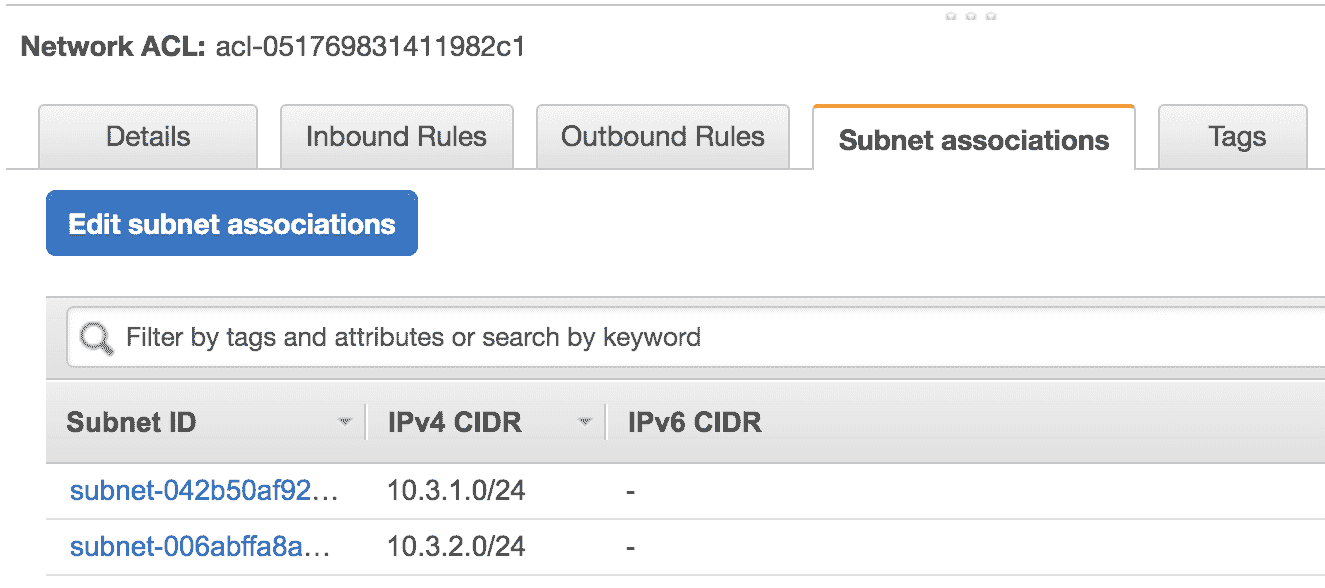 Network ACL: acl-051769831411982c1
Details Inbound Rules Outbound Rules Subnet associations Tags
Edit subnet associations
Filter by tags and attributes or search by keyword
Subnet ID IPv4 CIDR IPv6 CIDR
subnet-042b50af92... 10.3.1.0/24 -
subnet-006abffa8a... 10.3.2.0/24 -